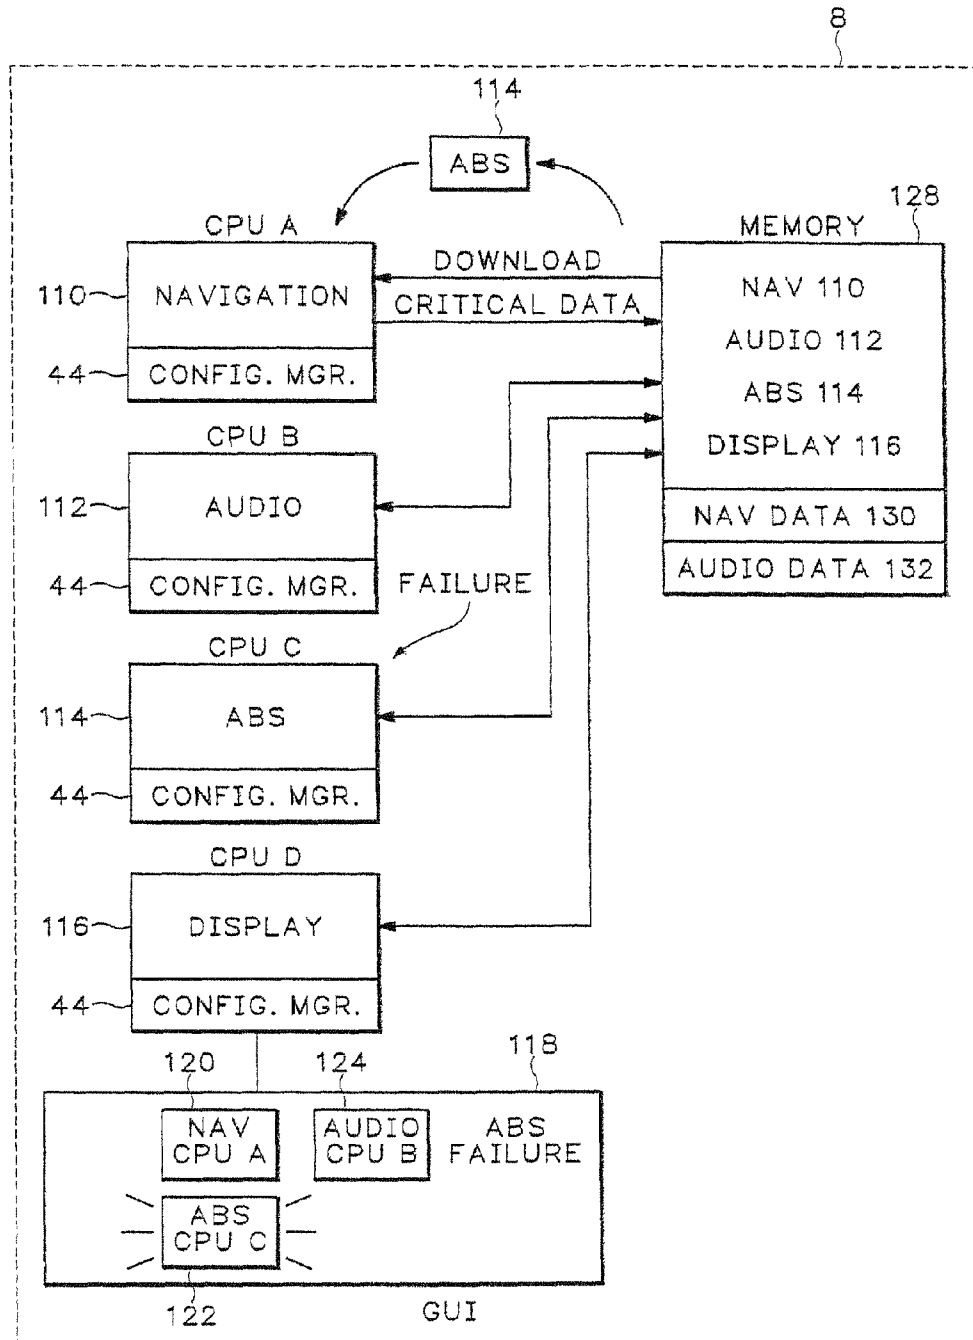 8
114
ABS
128
CPU A
MEMORY
DOWNLOAD
110
NAVIGATION
NAV 110
CRITICAL DATA
AUDIO 112
44
CONFIG. MGR.
ABS 114
CPU B
DISPLAY 116
112
AUDIO
NAV DATA 130
44
CONFIG. MGR.
FAILURE
AUDIO DATA 132
CPU C
114
ABS
44
CONFIG. MGR.
CPU D
116
DISPLAY
44
CONFIG. MGR.
120
124
118
NAV
CPU A
AUDIO
CPU B
ABS
FAILURE
ABS
CPU C
122
GUI